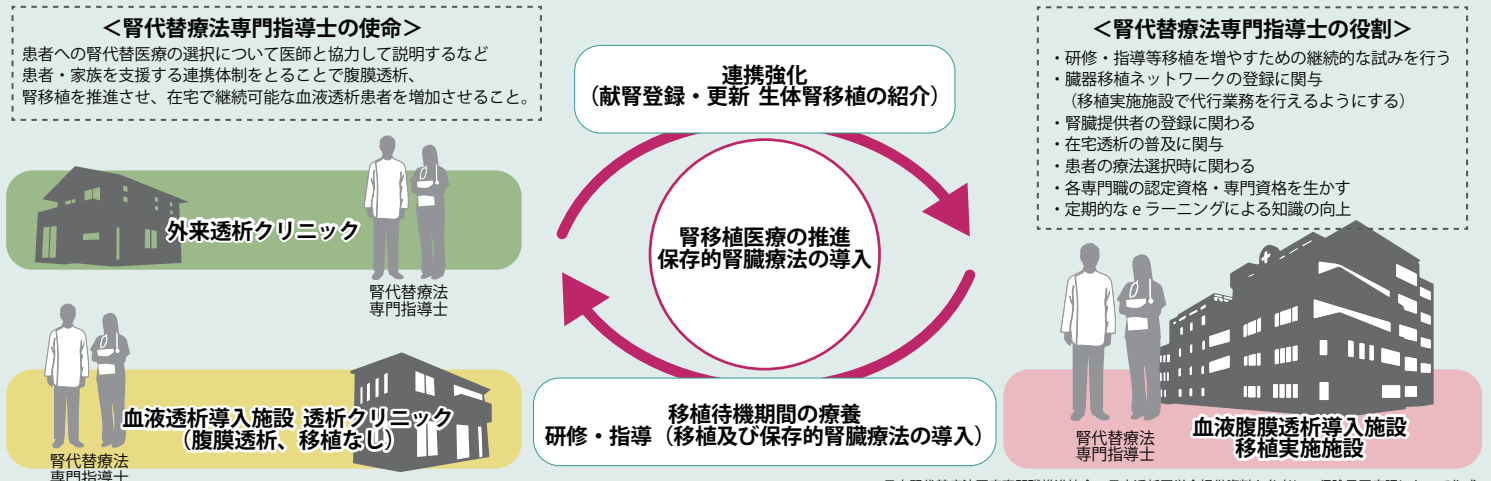 ＜腎代替療法専門指導士の使命＞
患者への腎代替医療の選択について医師と協力して説明するなど
患者・家族を支援する連携体制をとることで腹膜透析、
腎移植を推進させ、在宅で継続可能な血液透析患者を増加させること。
外来透析クリニック
腎代替療法
専門指導士
血液透析導入施設 透析クリニック
（腹膜透析、移植なし）
腎代替療法
専門指導士
連携強化
（献腎登録・更新 生体腎移植の紹介）
腎移植医療の推進
保存的腎臓療法の導入
移植待機期間の療養
研修・指導（移植及び保存的腎臓療法の導入）
＜腎代替療法専門指導士の役割＞
・研修・指導等移植を増やすための継続的な試みを行う
・臓器移植ネットワークの登録に関与
（移植実施施設で代行業務を行えるようにする）
・腎臓提供者の登録に関わる
・在宅透析の普及に関与
・患者の療法選択時に関わる
・各専門職の認定資格・専門資格を生かす
・定期的な e ラーニングによる知識の向上
腎代替療法
専門指導士
血液腹膜透析導入施設
移植実施施設